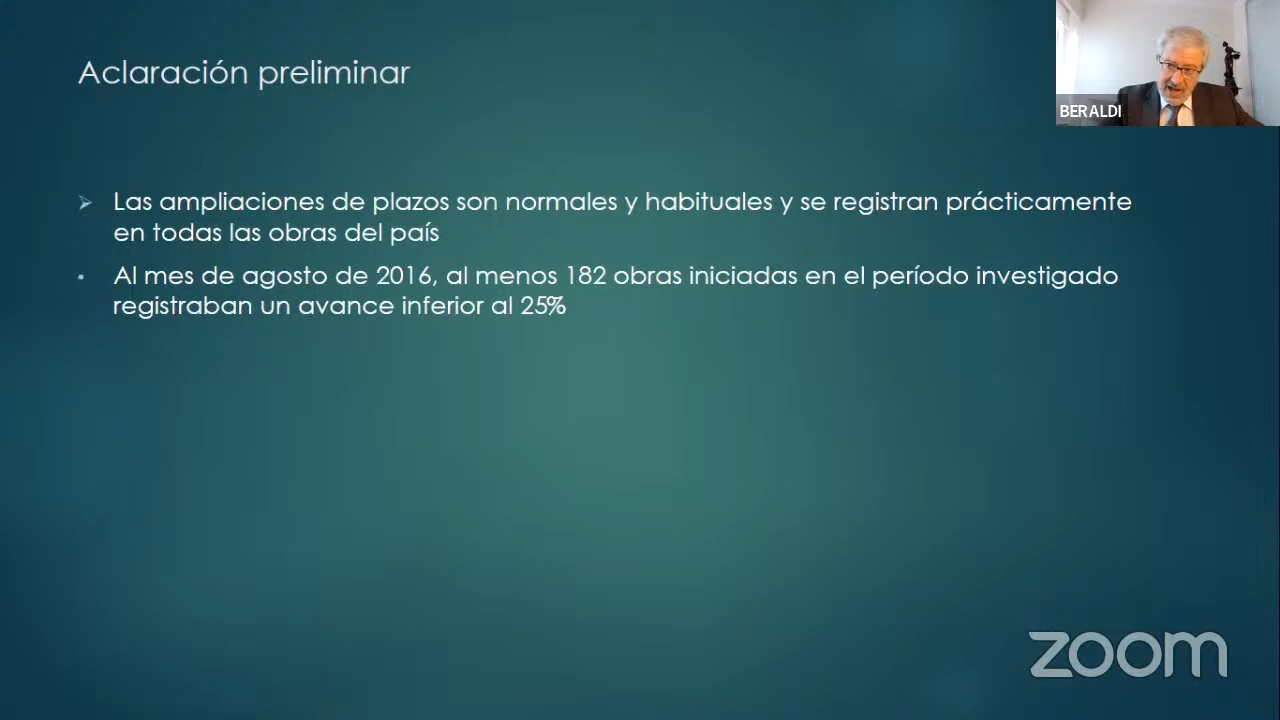 Aclaración preliminar
BERALDI
Las ampliaciones de plazos son normales y habituales y se registran prácticamente
en todas las obras del país
Al mes de agosto de 2016, al menos 182 obras iniciadas en el período investigado
registraban un avance inferior al 25%
zoom